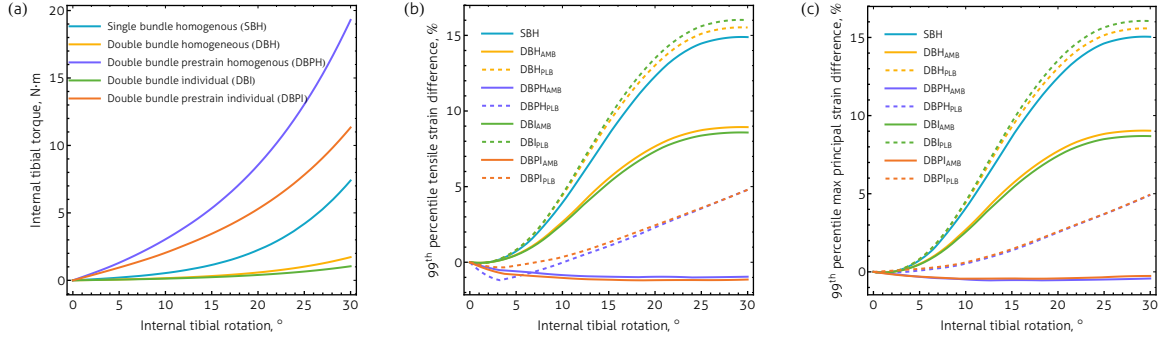 (a)
Internal tibial torque, N·m
20
15
10
5
0
Single bundle homogenous (SBH)
Double bundle homogeneous (DBH)
Double bundle prestrain homogenous (DBPH)
Double bundle individual (DBI)
Double bundle prestrain individual (DBPI)
0 5 10 15 20 25 30
Internal tibial rotation, °
(b)
99th percentile tensile strain difference, %
15
10
5
0
SBH
DBHAMB
DBHPLB
DBPHAMB
DBPHPLB
DBIAMB
DBIPLB
DBPIAMB
DBPIPLB
0 5 10 15 20 25 30
Internal tibial rotation, °
(c)
99th percentile max principal strain difference, %
15
10
5
0
SBH
DBHAMB
DBHPLB
DBPHAMB
DBPHPLB
DBIAMB
DBIPLB
DBPIAMB
DBPIPLB
0 5 10 15 20 25 30
Internal tibial rotation, °